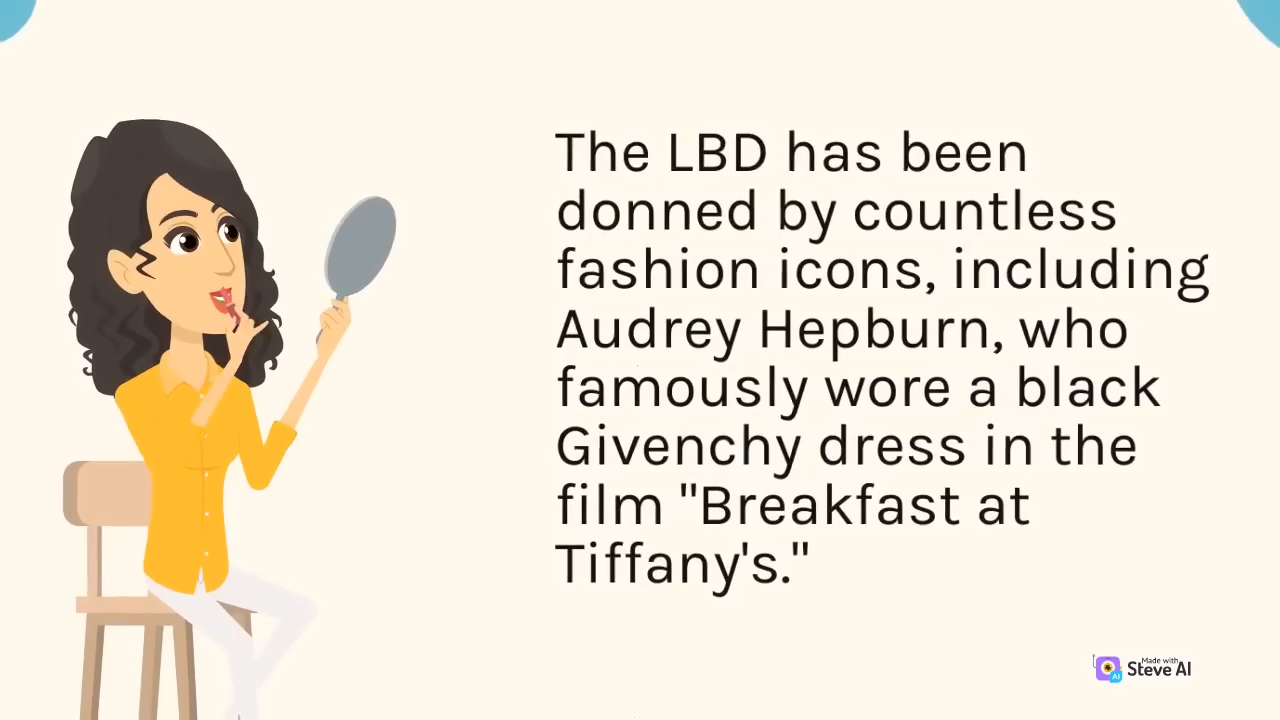 The LBD has been
donned by countless
fashion icons, including
Audrey Hepburn, who
famously wore a black
Givenchy dress in the
film "Breakfast at
Tiffany's."
Made with
Steve AI
AI